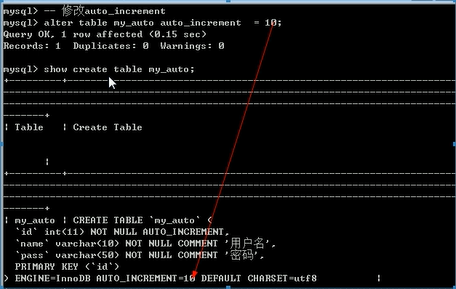 mysql> -- 修改auto_increment
mysql> alter table my_auto auto_increment  = 10;
Query OK, 1 row affected (0.15 sec)
Records: 1  Duplicates: 0  Warnings: 0
mysql> show create table my_auto;
| Table    | Create Table
|
| my_auto | CREATE TABLE `my_auto` (
  `id` int(11) NOT NULL AUTO_INCREMENT,
  `name` varchar(10) NOT NULL COMMENT '用户名',
  `pass` varchar(50) NOT NULL COMMENT '密码',
  PRIMARY KEY (`id`)
) ENGINE=InnoDB AUTO_INCREMENT=10 DEFAULT CHARSET=utf8          |